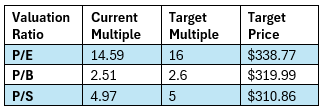 Valuation Ratio Current Multiple Target Multiple Target Price
P/E 14.59 16 $338.77
P/B 2.51 2.6 $319.99
P/S 4.97 5 $310.86